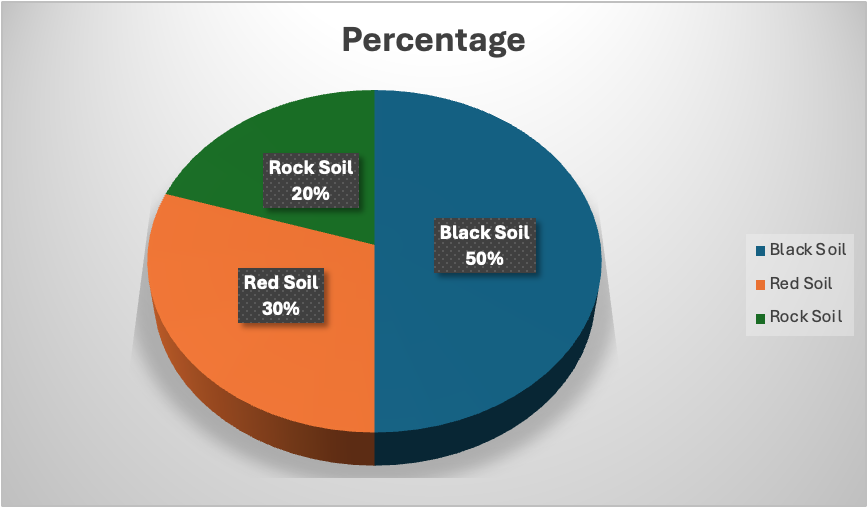 Percentage
Rock Soil
20%
Black Soil
50%
Red Soil
30%
Black Soil
Red Soil
Rock Soil